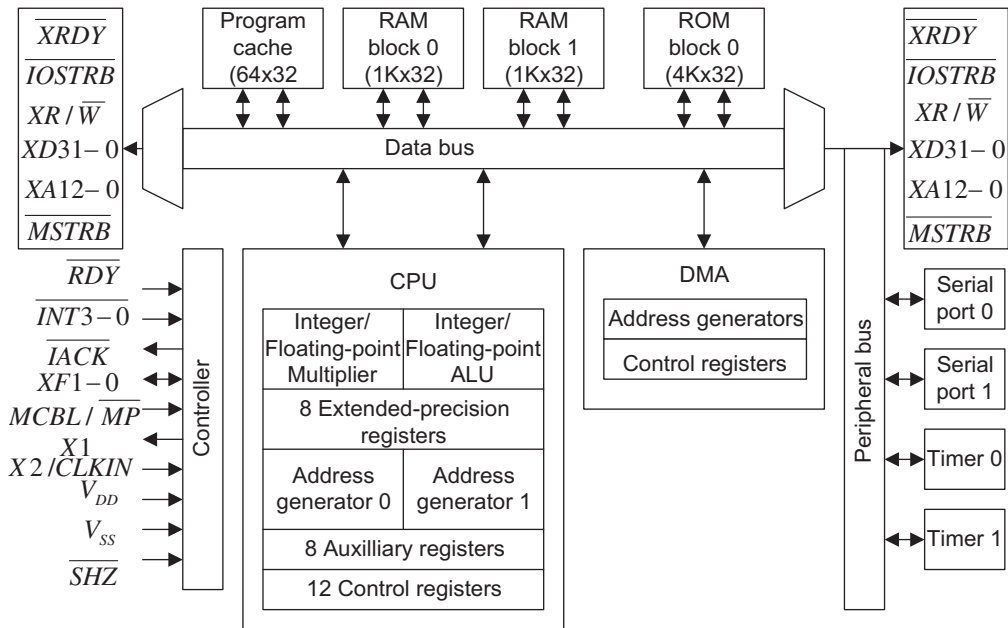 XRDY
IOSTRB
XR / W
XD31– 0
XA12– 0
MSTRB
Program
cache
(64x32
RAM
block 0
(1Kx32)
RAM
block 1
(1Kx32)
ROM
block 0
(4Kx32)
XRDY
IOSTRB
XR / W
XD31– 0
XA12– 0
MSTRB
Data bus
RDY
INT3–0
IACK
XF1–0
MCBL / MP
X1
X2/CLKIN
VDD
VSS
SHZ
Controller
CPU
Integer/
Floating-point
Multiplier
Integer/
Floating-point
ALU
8 Extended-precision
registers
Address
generator 0
Address
generator 1
8 Auxilliary registers
12 Control registers
DMA
Address generators
Control registers
Peripheral bus
Serial
port 0
Serial
port 1
Timer 0
Timer 1